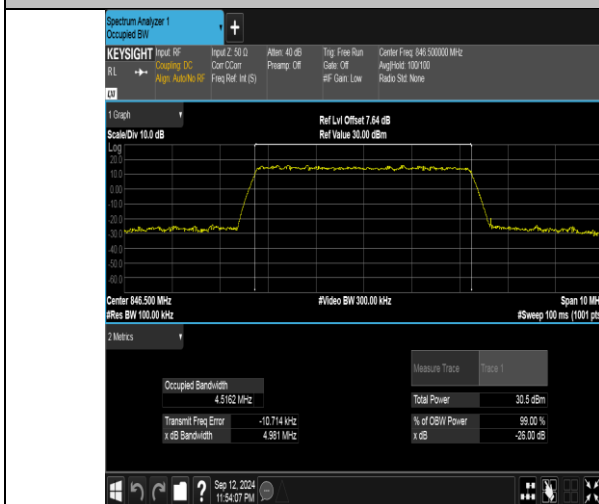 Spectrum Analyzer 1
Occupied BW
+
KEYSIGHT Input: RF Input Z: 50 Ω Atten: 40 dB Trig: Free Run Center Freq: 846.500000 MHz
RL Coupling: DC Corr CCorr Preamp: Off Gate: Off Avg|Hold: 100/100
Align: Auto/No RF Freq Ref: Int (S) #IF Gain: Low Radio Std: None
1 Graph
Ref Lvl Offset 7.64 dB
Scale/Div 10.0 dB Ref Value 30.00 dBm
Log
20.0
10.0
0.00
-10.0
-20.0
-30.0
-40.0
-50.0
-60.0
Center 846.500 MHz #Video BW 300.00 kHz Span 10 MH
#Res BW 100.00 kHz #Sweep 100 ms (1001 pts
2 Metrics
Measure Trace Trace 1
Occupied Bandwidth
4.5162 MHz Total Power 30.5 dBm
Transmit Freq Error -10.714 kHz % of OBW Power 99.00 %
x dB Bandwidth 4.981 MHz x dB -26.00 dB
? Sep 12, 2024
11:54:07 PM